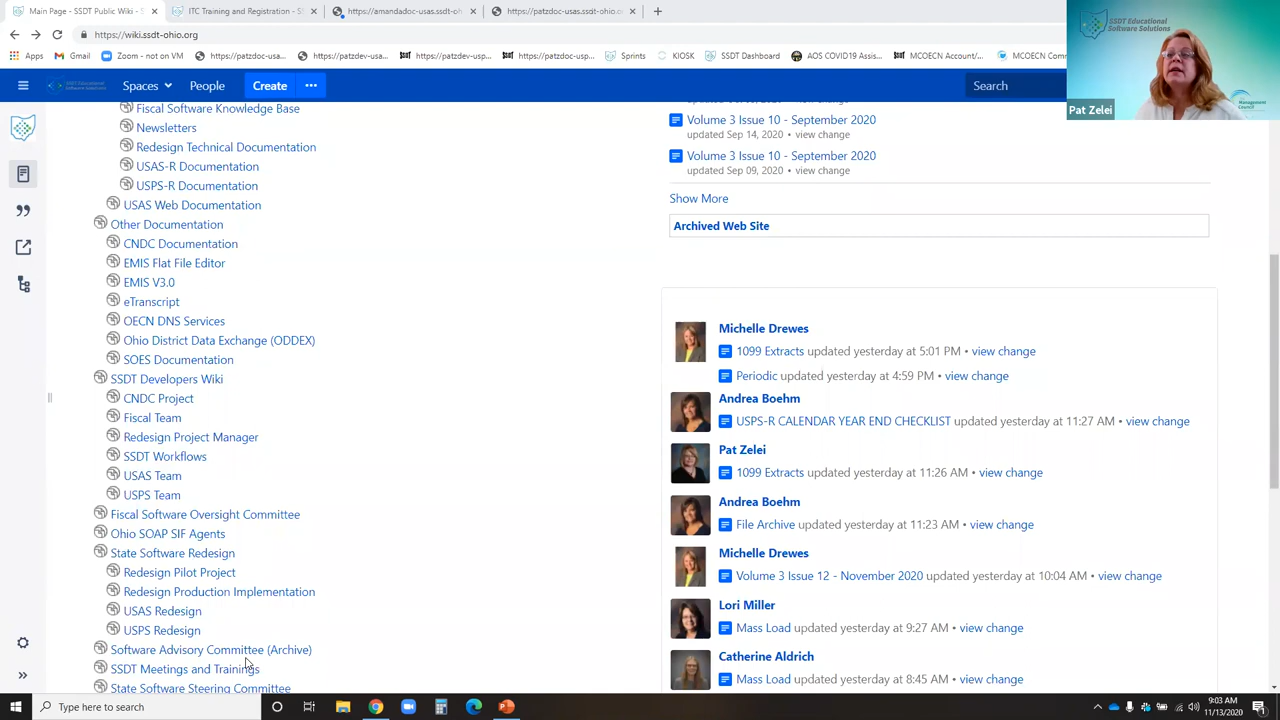 Main Page - SSDT Public Wiki - S
ITC Training and Registration - S
https://amandadoc-usas.ssdt-oh
https://patzdoc-usas.ssdt-ohio.o
https://wiki.ssdt-ohio.org
Apps
Gmail
Zoom - not on VM
https://patzdoc-usa...
https://patzdev-usa...
https://patzdev-usp...
https://patzdoc-usp...
Sprints
KIOSK
SSDT Dashboard
AOS COVID19 Assis...
MCOECN Account/...
MCOECN Com
SSDT Educational
Software Solutions
Management
Council
Pat Zelei
Spaces
People
Create
Search
Fiscal Software Knowledge Base
Newsletters
Redesign Technical Documentation
USAS-R Documentation
USPS-R Documentation
USAS Web Documentation
Other Documentation
CNDC Documentation
EMIS Flat File Editor
EMIS V3.0
eTranscript
OECN DNS Services
Ohio District Data Exchange (ODDEX)
SOES Documentation
SSDT Developers Wiki
CNDC Project
Fiscal Team
Redesign Project Manager
SSDT Workflows
USAS Team
USPS Team
Fiscal Software Oversight Committee
Ohio SOAP SIF Agents
State Software Redesign
Redesign Pilot Project
Redesign Production Implementation
USAS Redesign
USPS Redesign
Software Advisory Committee (Archive)
SSDT Meetings and Trainings
State Software Steering Committee
Volume 3 Issue 10 - September 2020
updated Sep 14, 2020 • view change
Volume 3 Issue 10 - September 2020
updated Sep 09, 2020 • view change
Show More
Archived Web Site
Michelle Drewes
1099 Extracts updated yesterday at 5:01 PM • view change
Periodic updated yesterday at 4:59 PM • view change
Andrea Boehm
USPS-R CALENDAR YEAR END CHECKLIST updated yesterday at 11:27 AM • view change
Pat Zelei
1099 Extracts updated yesterday at 11:26 AM • view change
Andrea Boehm
File Archive updated yesterday at 11:23 AM • view change
Michelle Drewes
Volume 3 Issue 12 - November 2020 updated yesterday at 10:04 AM • view change
Lori Miller
Mass Load updated yesterday at 9:27 AM • view change
Catherine Aldrich
Mass Load updated yesterday at 8:45 AM • view change
Type here to search
9:03 AM
11/13/2020